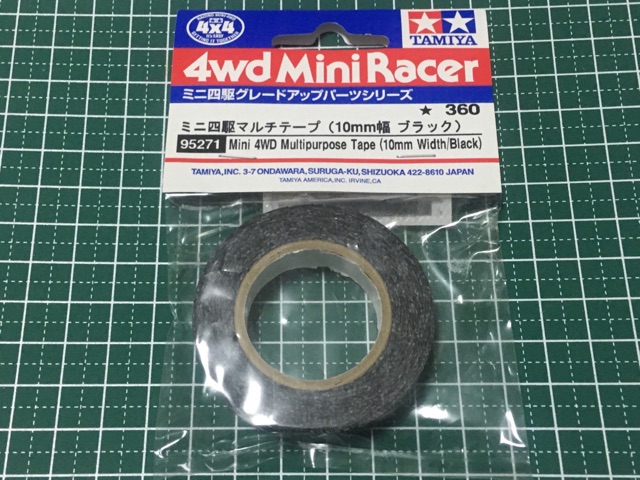 4x4
TAMIYA
4wd Mini Racer
ミニ四駆グレードアップパーツシリーズ
★ 360
ミニ四駆マルチテープ（10mm幅 ブラック）
95271 Mini 4WD Multipurpose Tape (10mm Width/Black)
TAMIYA,INC. 3-7 ONDAWARA,SURUGA-KU,SHIZUOKA 422-8610 JAPAN
TAMIYA AMERICA,INC. IRVINE,CA